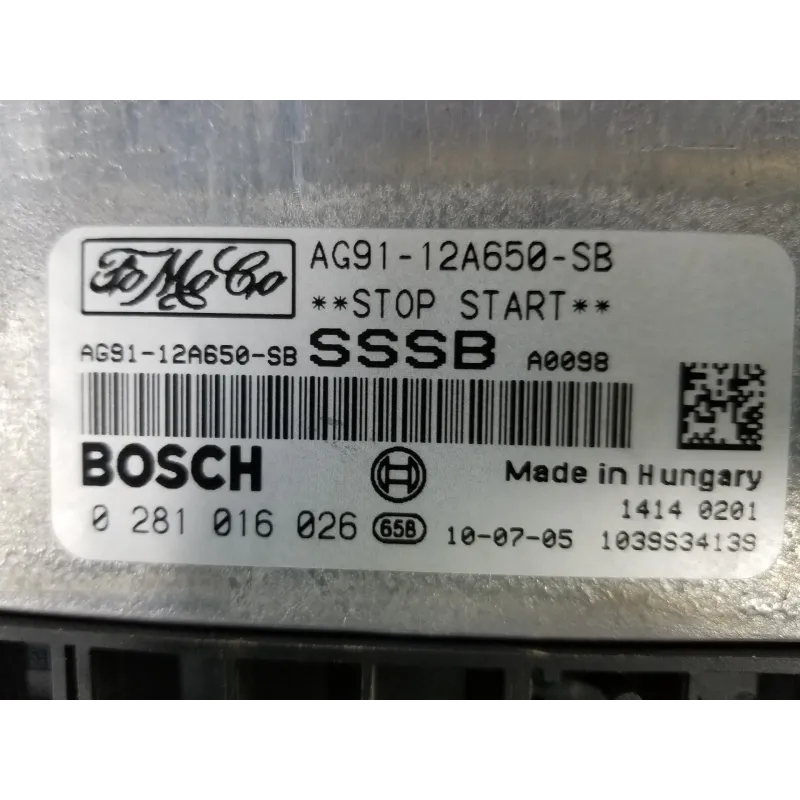 FoMoCo AG91-12A650-SB
**STOP START**
AG91-12A650-SB SSSB A0098
BOSCH Made in Hungary
1414 0201
0 281 016 026 658 10-07-05 1039S34139